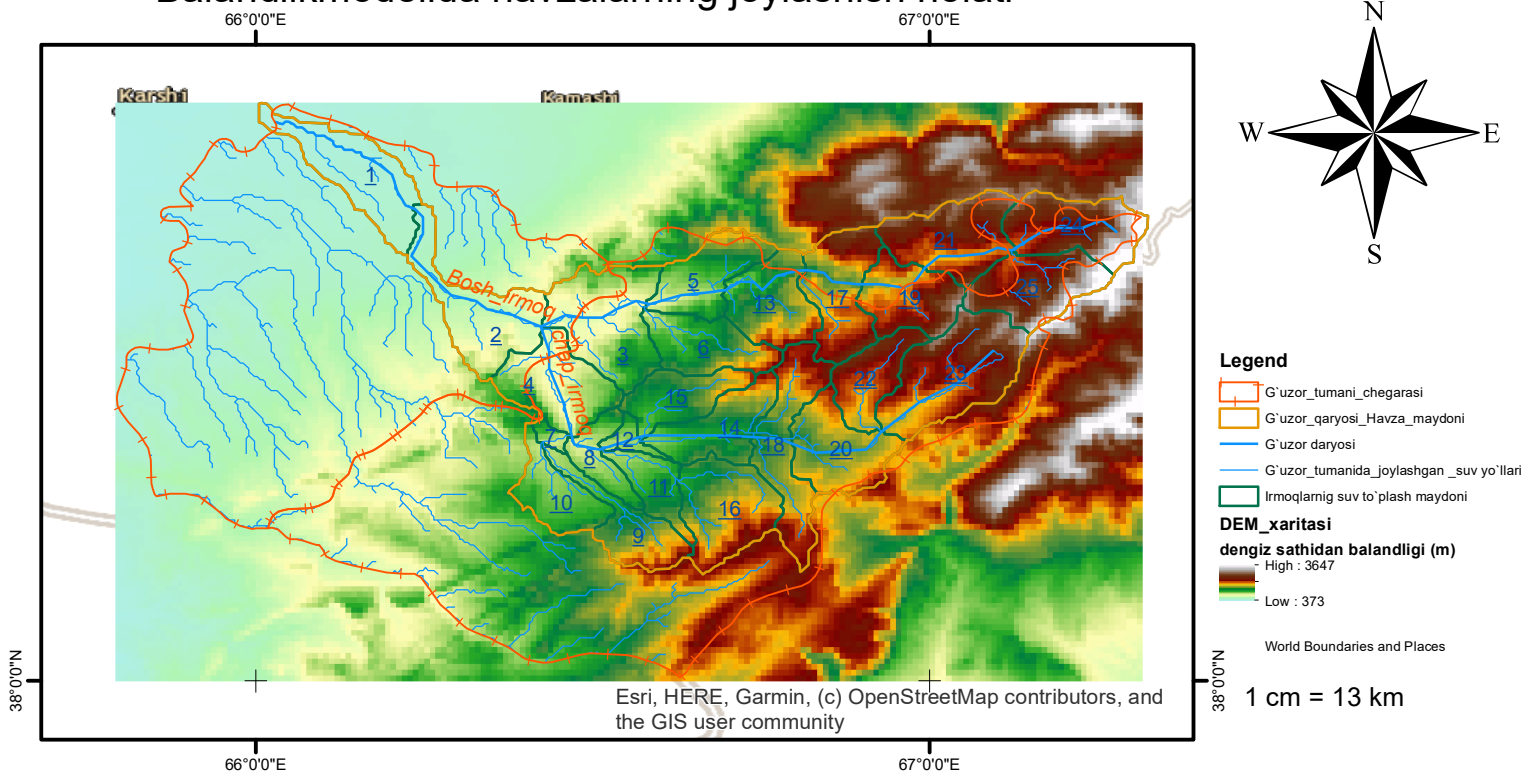 66°0'0"E
67°0'0"E
N
W
E
S
Karshi
Kamashi
1
24
21
25
5
13
17
19
Bosh_irmoq
2
3
6
chap_irmoq
4
22
23
15
14
7
12
18
20
8
11
10
16
9
Legend
G`uzor_tumani_chegarasi
G`uzor_qaryosi_Havza_maydoni
G`uzor daryosi
G`uzor_tumanida_joylashgan _suv yo`llari
Irmoqlarnig suv to`plash maydoni
DEM_xaritasi
dengiz sathidan balandligi (m)
High : 3647
Low : 373
World Boundaries and Places
38°0'0"N
38°0'0"N
1 cm = 13 km
Esri, HERE, Garmin, (c) OpenStreetMap contributors, and
the GIS user community
66°0'0"E
67°0'0"E